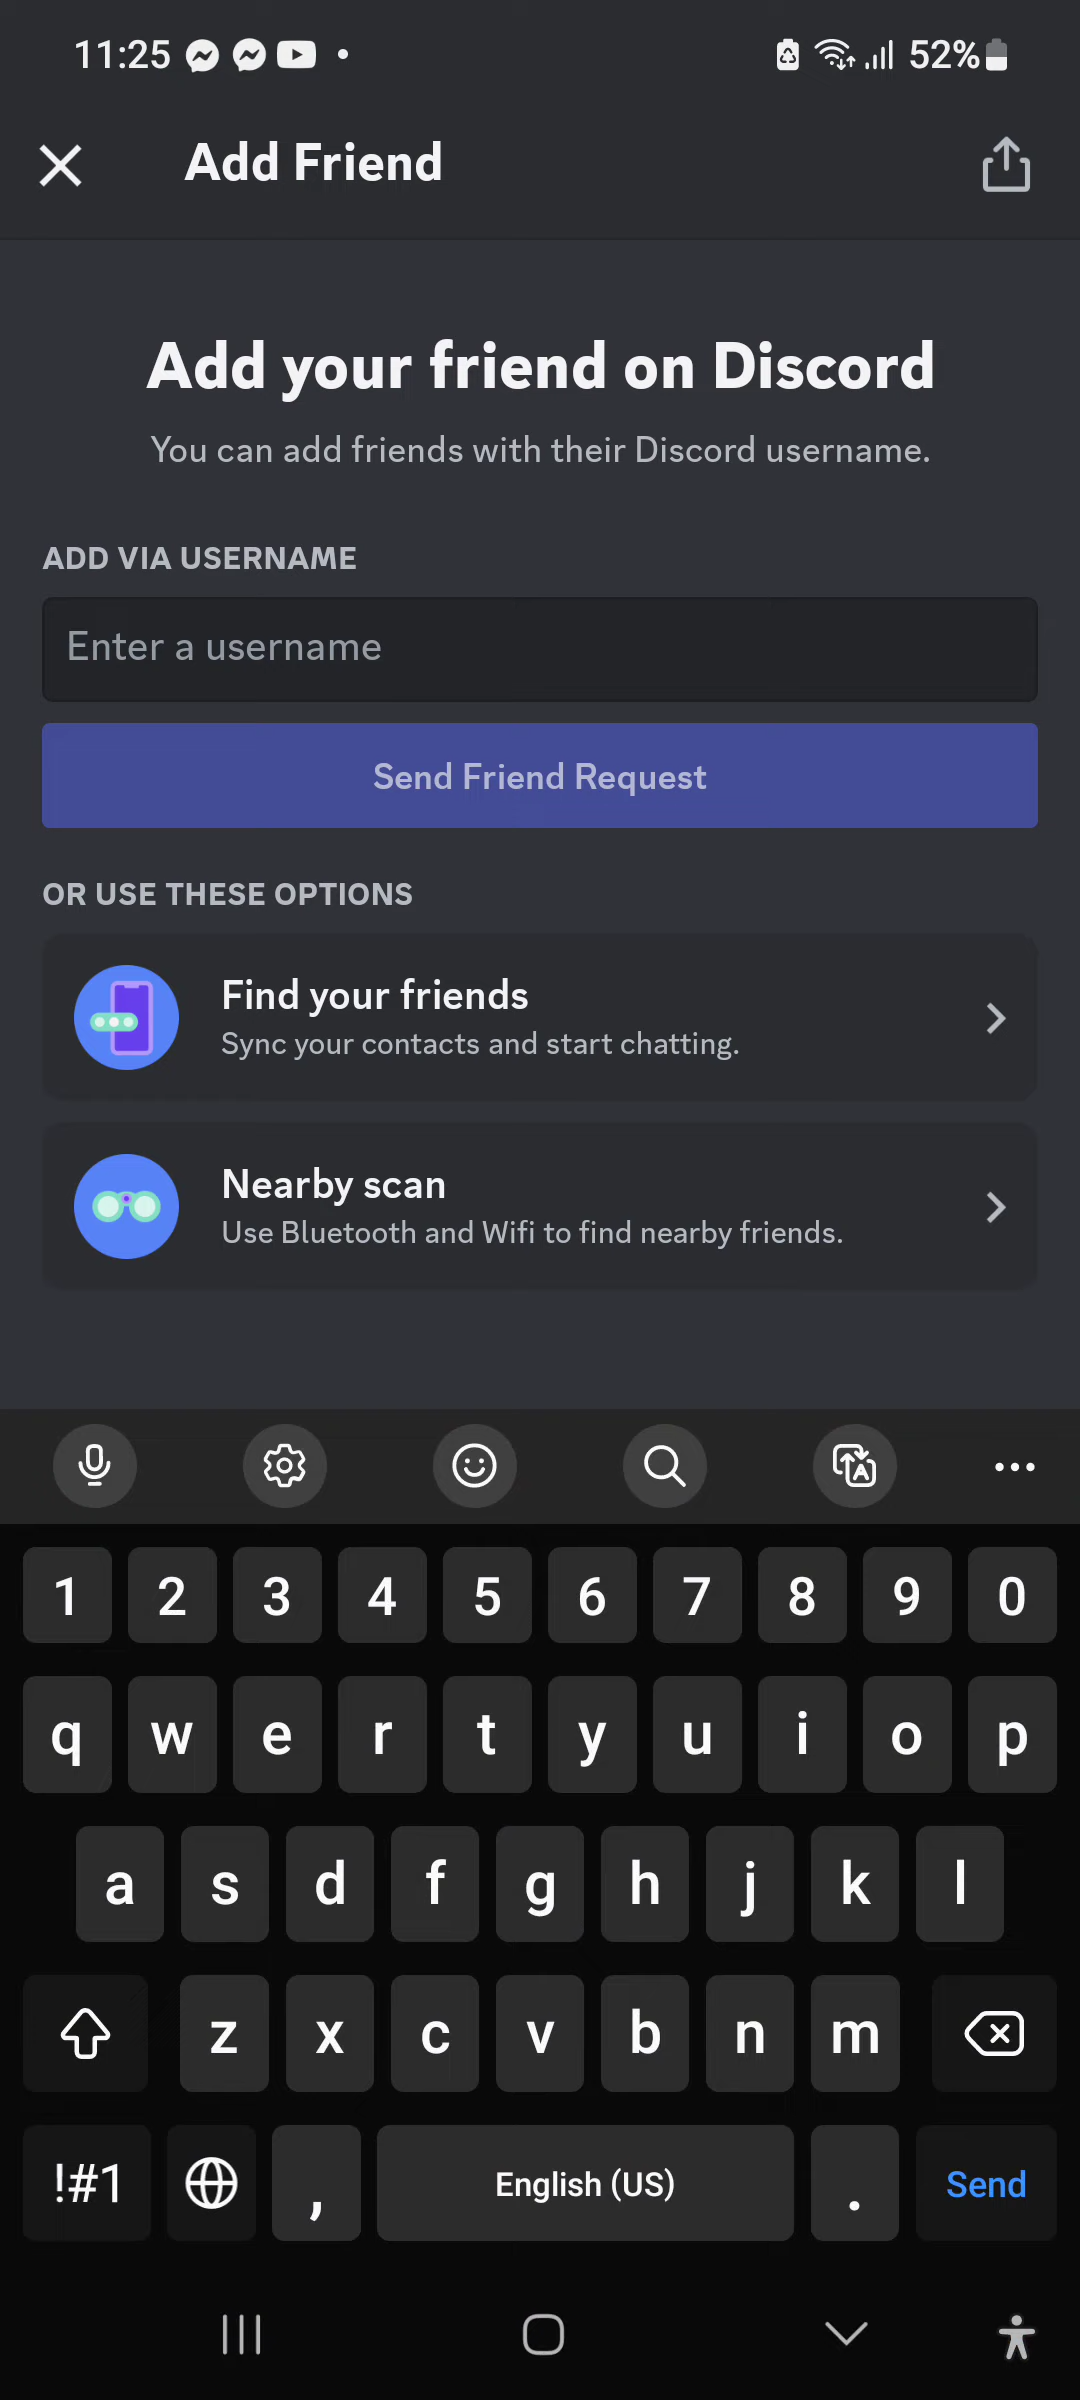 11:25 52%
Add Friend
Add your friend on Discord
You can add friends with their Discord username.
ADD VIA USERNAME
Enter a username
Send Friend Request
OR USE THESE OPTIONS
Find your friends
Sync your contacts and start chatting.
Nearby scan
Use Bluetooth and Wifi to find nearby friends.
1 2 3 4 5 6 7 8 9 0
q w e r t y u i o p
a s d f g h j k l
z x c v b n m
!#1 , English (US) . Send